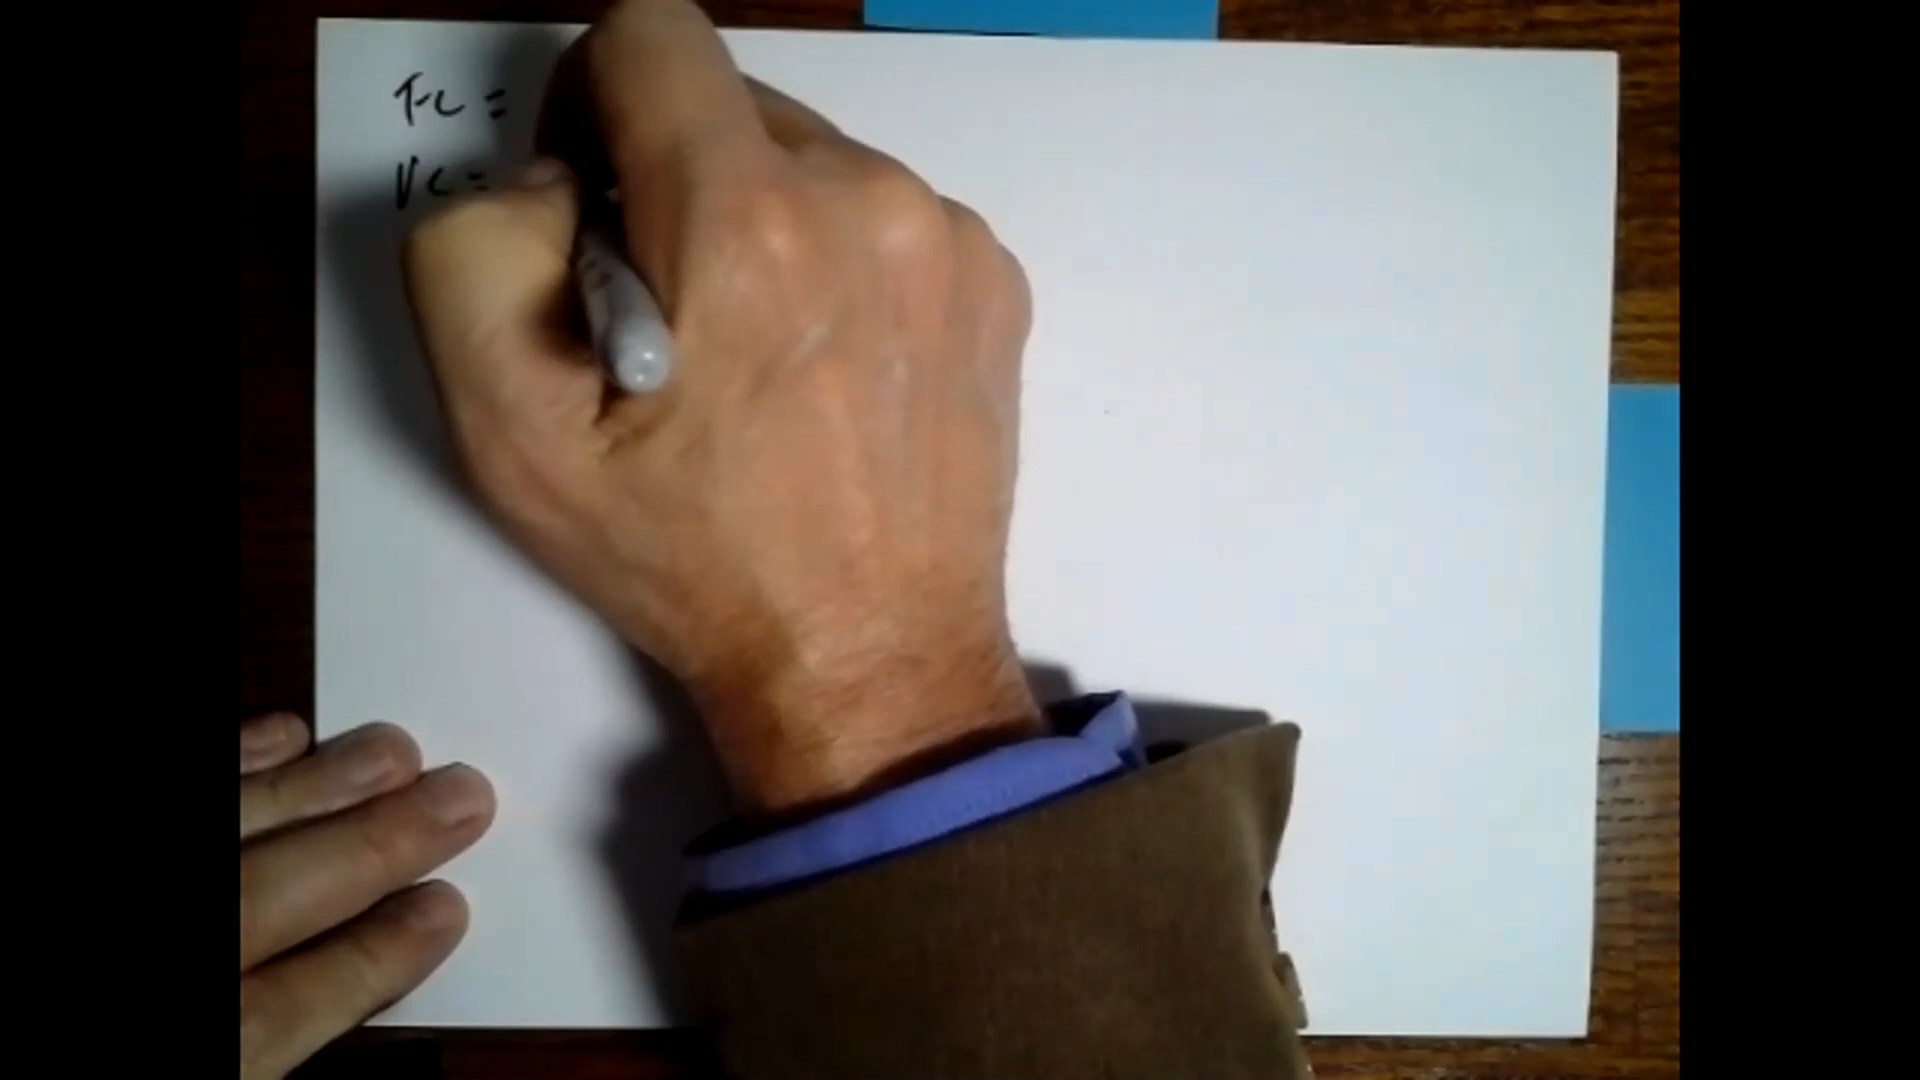 FC =
VC =